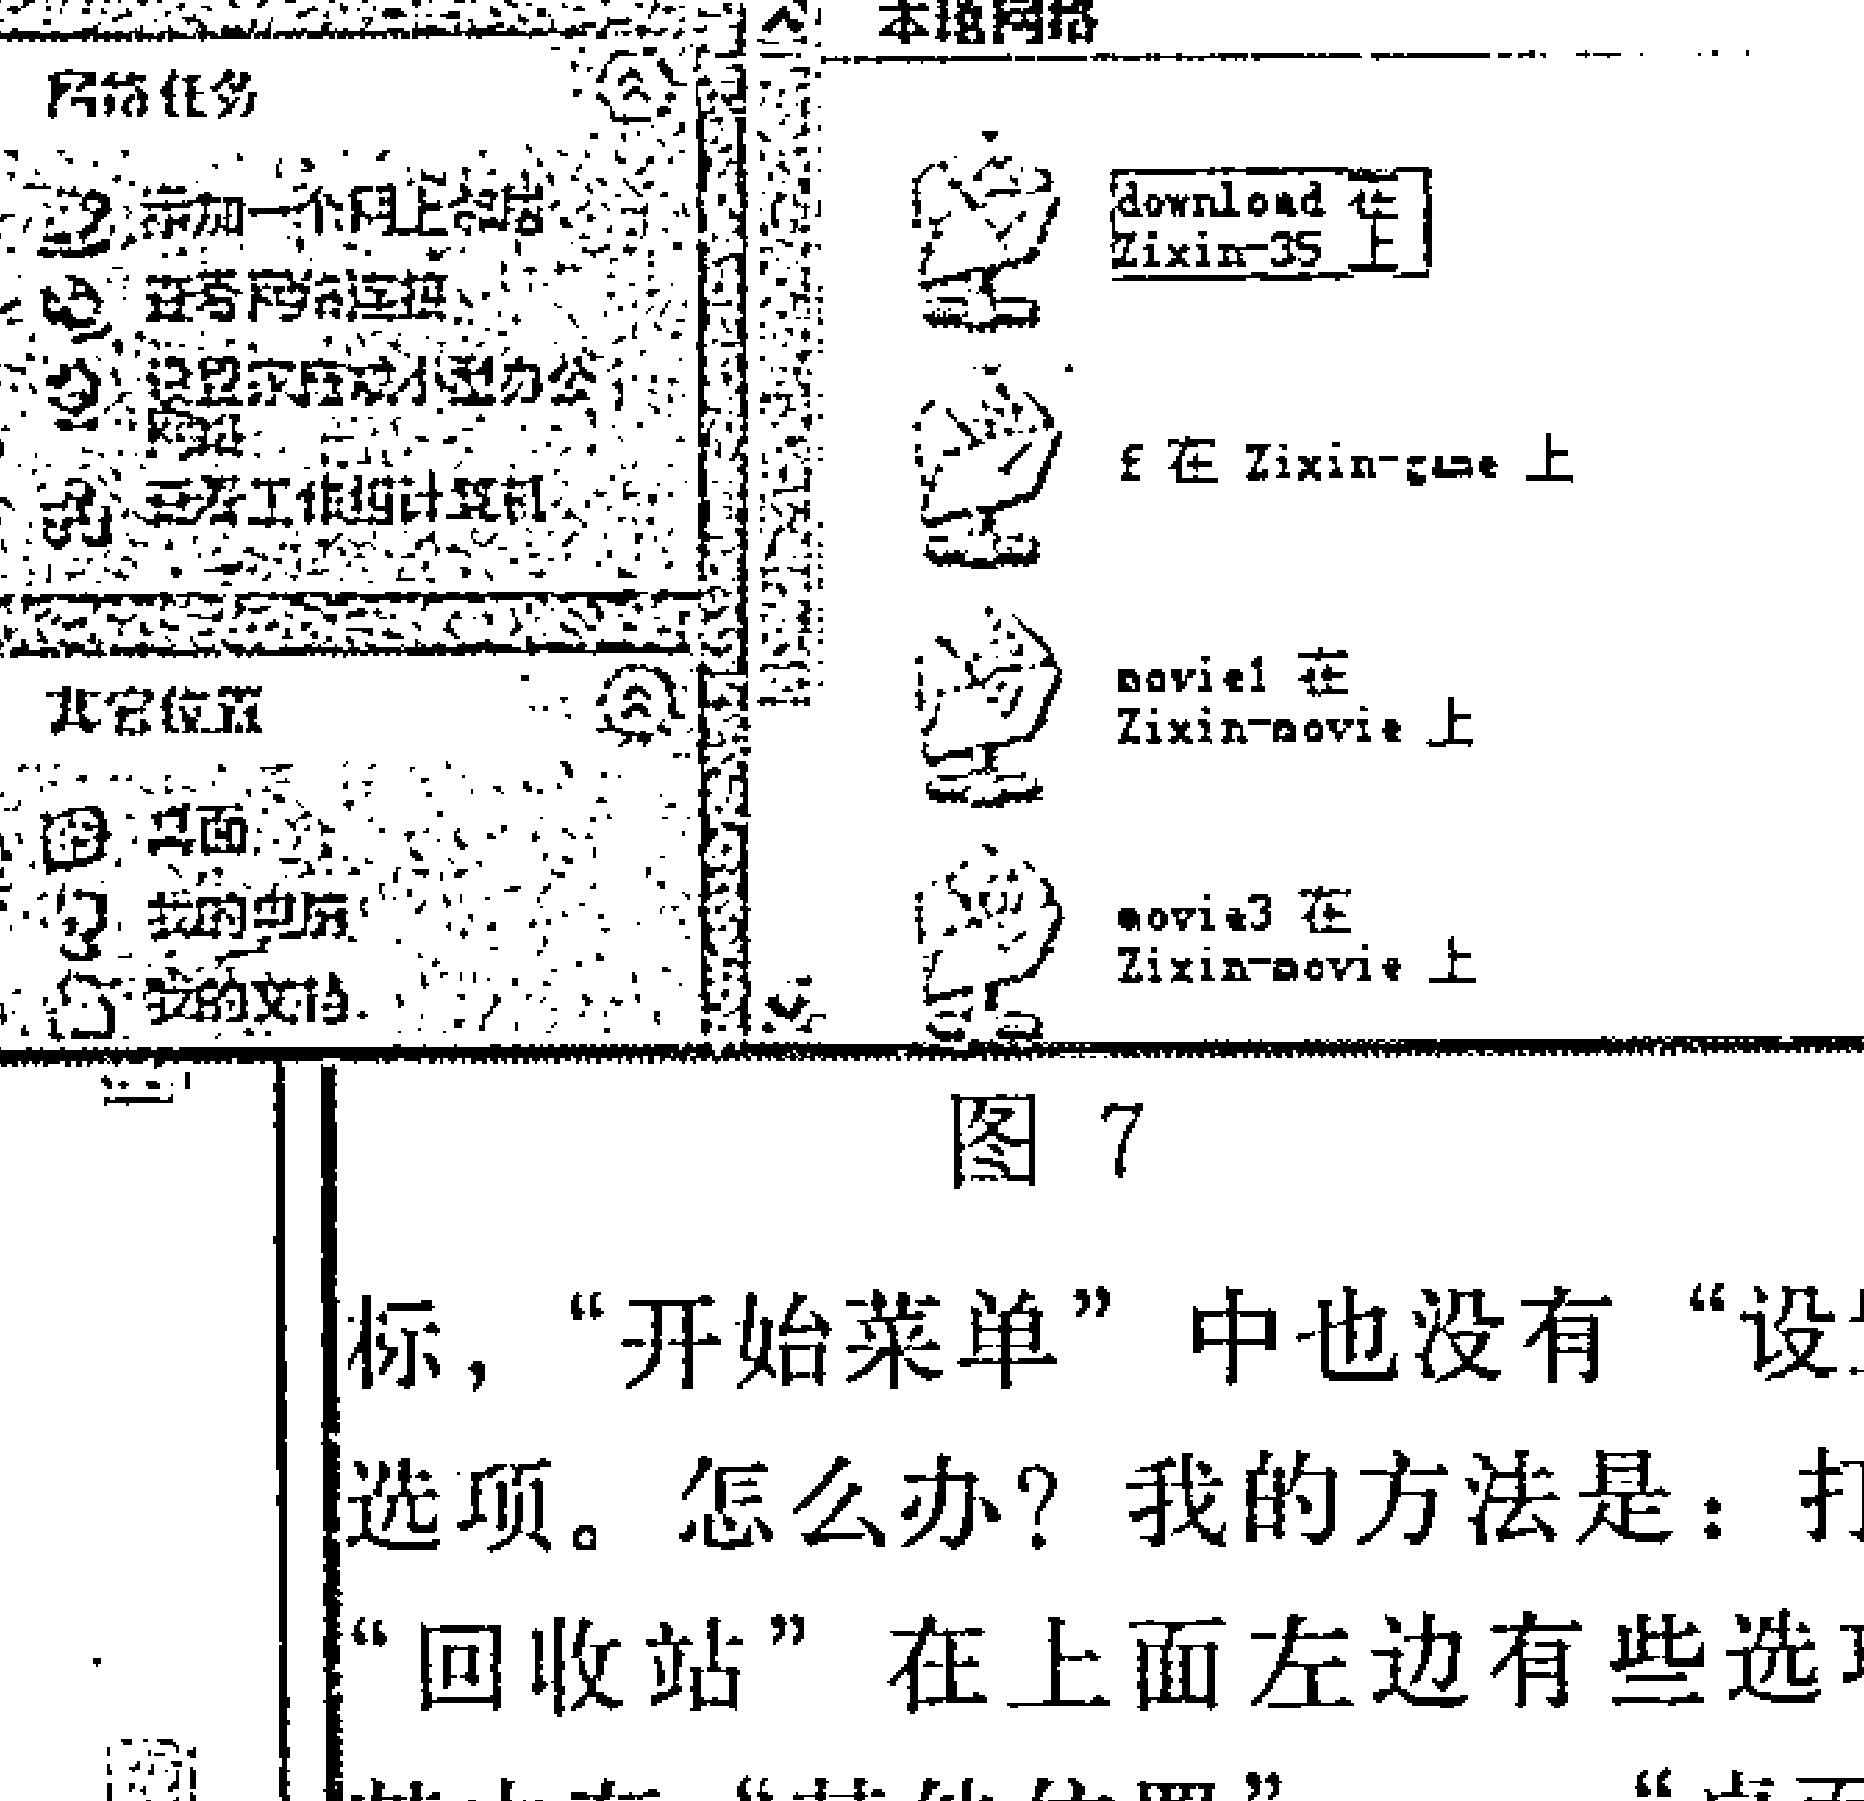 本地网络
网络任务
添加一个网上邻居
查看网络连接
设置家庭或小型办公
网络
查看工作组计算机
其它位置
桌面
我的电脑
我的文档
download 在
Zixin-35 上
f 在 Zixin-game 上
movie1 在
Zixin-movie 上
movie3 在
Zixin-movie 上
图 7
标，“开始菜单”中也没有“设
选项。怎么办？我的方法是：打
“回收站”在上面左边有些选项